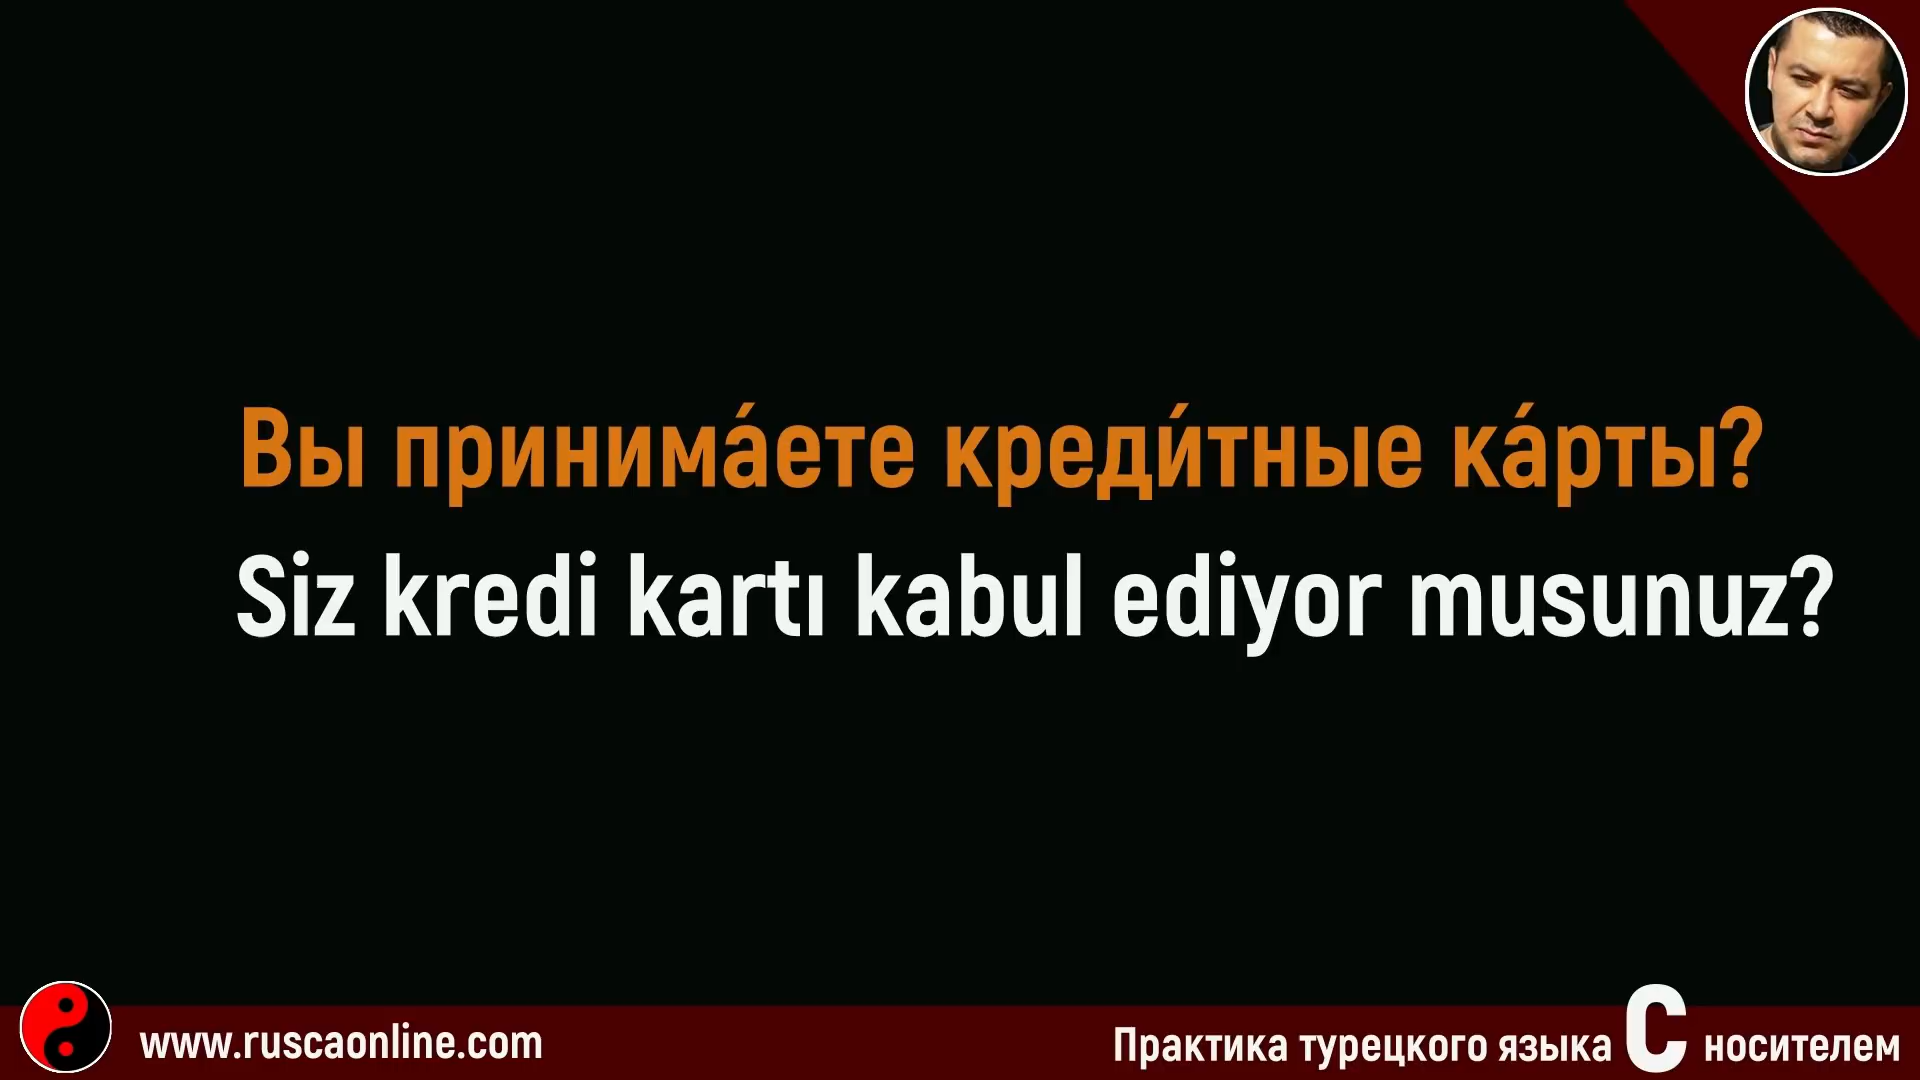 Вы принима́ете креди́тные ка́рты?
Siz kredi kartı kabul ediyor musunuz?
www.ruscaonline.com
Практика турецкого языка С носителем